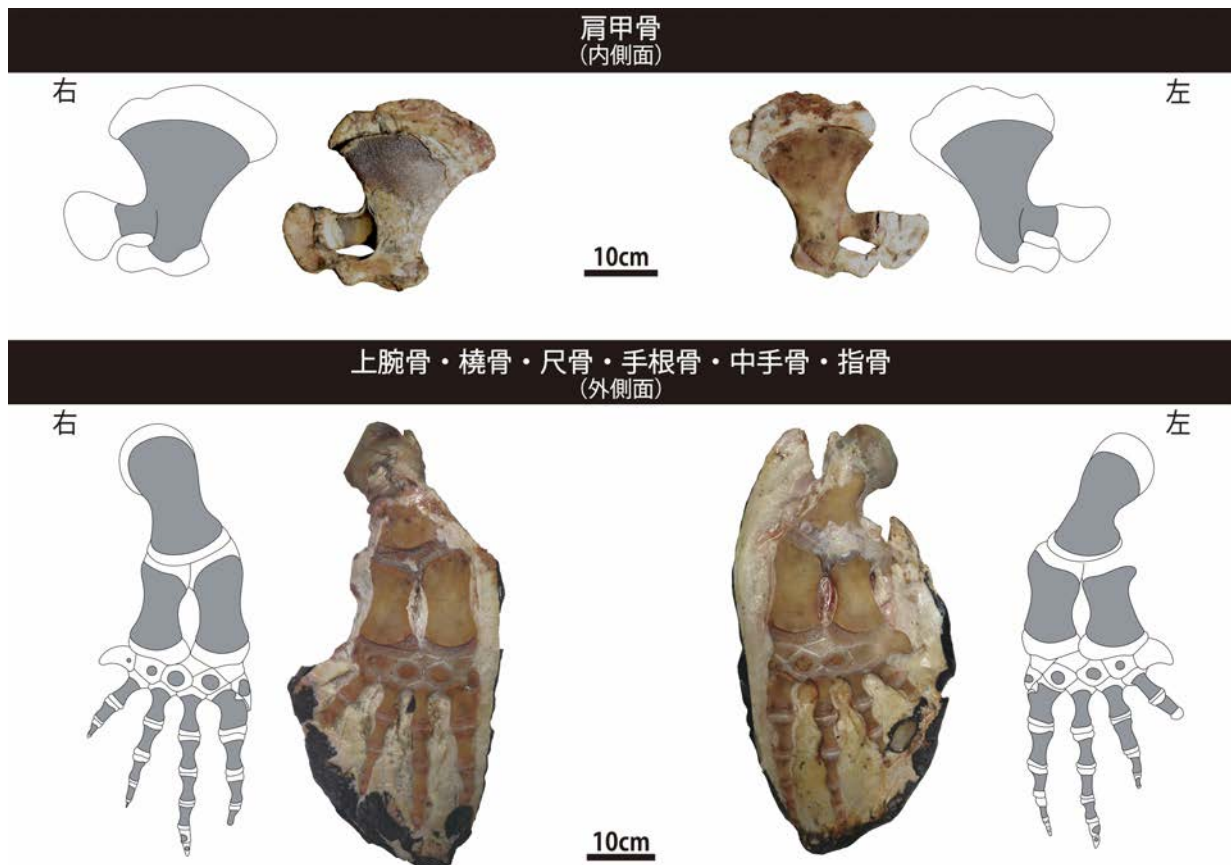 肩甲骨
(内側面)
右
左
10cm
上腕骨・橈骨・尺骨・手根骨・中手骨・指骨
(外側面)
右
左
10cm